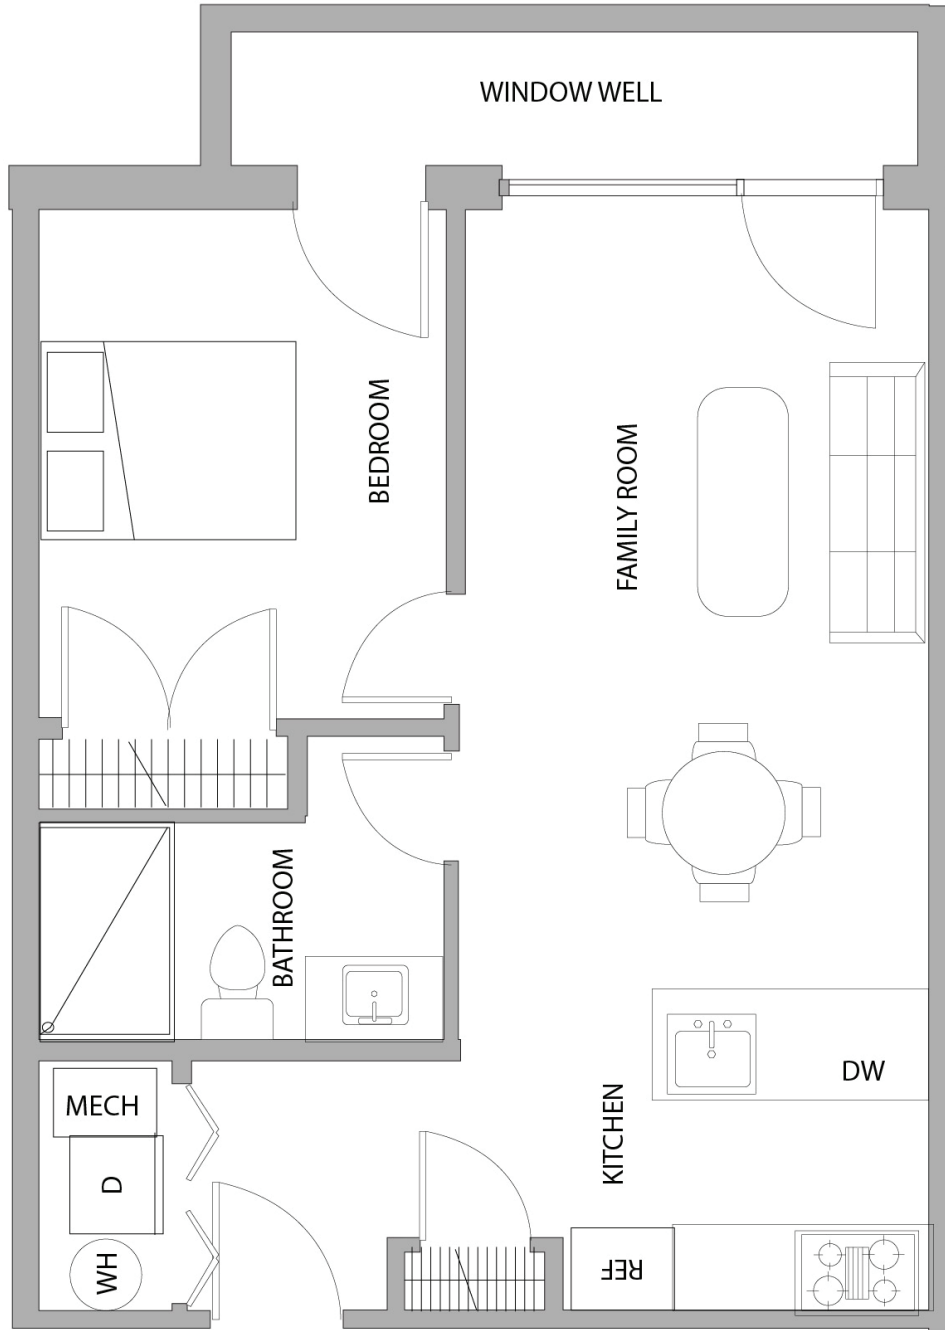 WINDOW WELL
BEDROOM
FAMILY ROOM
BATHROOM
KITCHEN
DW
MECH
D
WH
REF